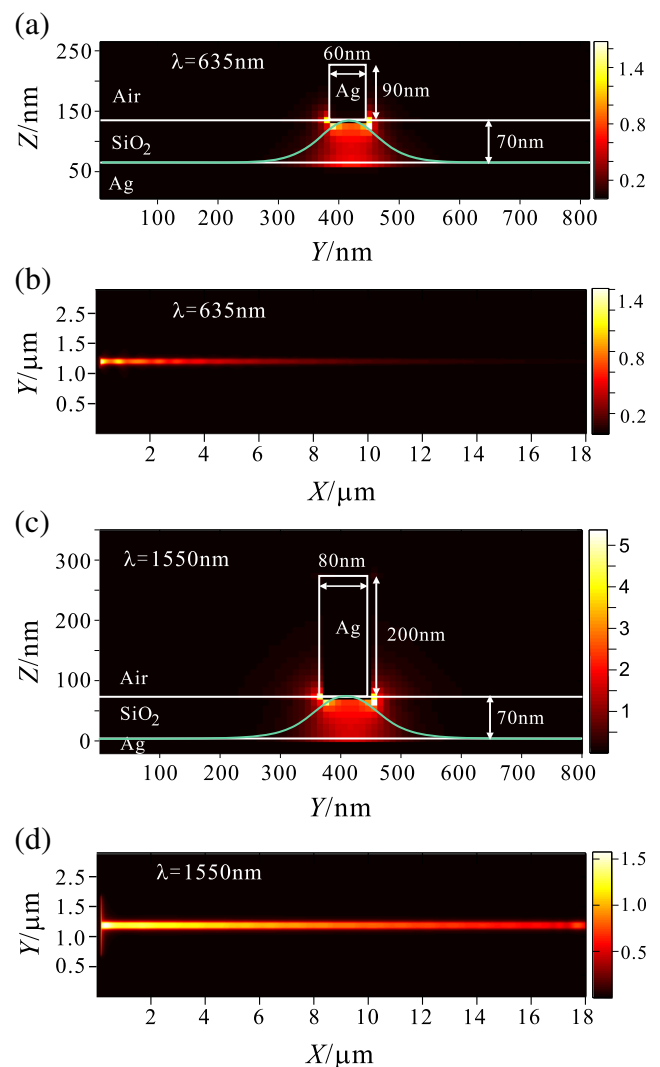 (a)
λ=635nm
60nm
Ag
90nm
Air
SiO₂
70nm
Ag
250
150
50
Z/nm
100 200 300 400 500 600 700 800
Y/nm
1.4
0.8
0.2
(b)
λ=635nm
2.5
1.5
1.0
0.5
Y/μm
2 4 6 8 10 12 14 16 18
X/μm
1.4
0.8
0.2
(c)
λ=1550nm
80nm
Ag
200nm
Air
SiO₂
70nm
Ag
300
200
100
0
Z/nm
100 200 300 400 500 600 700 800
Y/nm
5
4
3
2
1
(d)
λ=1550nm
2.5
1.5
1.0
0.5
Y/μm
2 4 6 8 10 12 14 16 18
X/μm
1.5
1.0
0.5